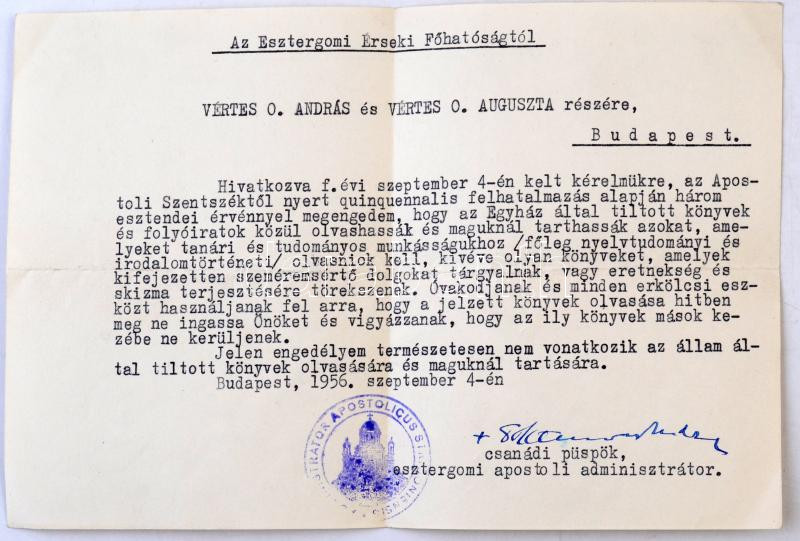 Az Esztergomi Érseki Főhatóságtól
VÉRTES O. ANDRÁS és VÉRTES O. AUGUSZTA részére,
Budapest.
Hivatkozva f.évi szeptember 4-én kelt kérelmükre, az Apos-
toli Szentszéktől nyert quinquennalis felhatalmazás alapján három
esztendei érvénnyel megengedem, hogy az Egyház által tiltott könyvek
és folyóiratok közül olvashassák és maguknál tarthassák azokat, ame-
lyeket tanári és tudományos munkásságukhoz /főleg nyelvtudományi és
irodalomtörténeti/ olvasniok kell, kivéve olyan könyveket, amelyek
kifejezetten szeméremsértő dolgokat tárgyalnak, vagy eretnekség és
skizma terjesztésére törekszenek. Óvakodjanak és minden erkölcsi esz-
közt használjanak fel arra, hogy a jelzett könyvek olvasása hitben
meg ne ingassa Önöket és vigyázzanak, hogy az ily könyvek mások ke-
zébe ne kerüljenek.
Jelen engedélyem természetesen nem vonatkozik az állam ál-
tal tiltott könyvek olvasására és maguknál tartására.
Budapest, 1956. szeptember 4-én
APOSTOLICUS
+
csanádi püspök,
esztergomi apostoli adminisztrátor.